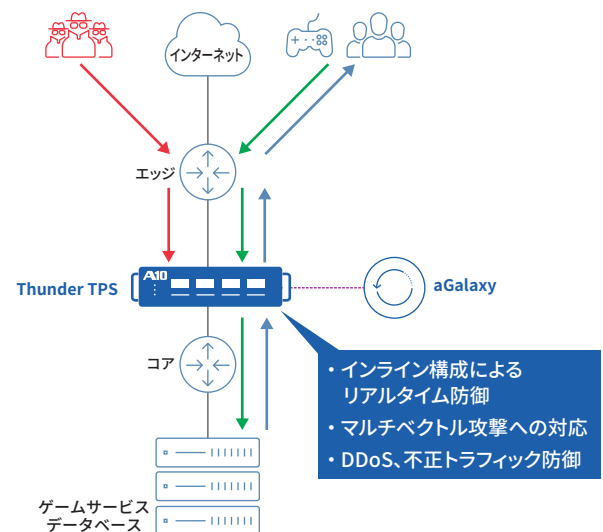 インターネット
エッジ
A10
Thunder TPS
aGalaxy
コア
・インライン構成による
リアルタイム防御
・マルチベクトル攻撃への対応
・DDoS、不正トラフィック防御
ゲームサービス
データベース